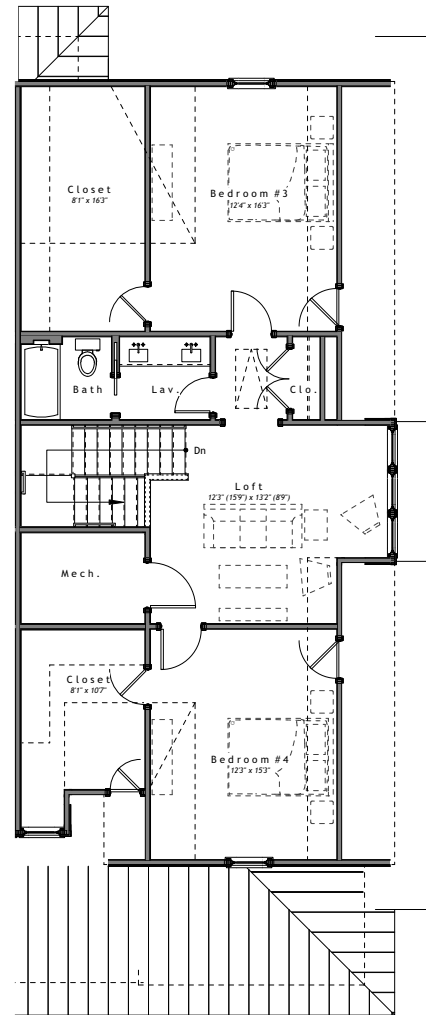 Closet
8'1" x 16'3"
Bedroom #3
12'4" x 16'3"
Bath
Lav.
Clo.
Dn
Loft
12'3" (15'9") x 13'2" (8'9")
Mech.
Closet
8'1" x 10'7"
Bedroom #4
12'3" x 15'3"